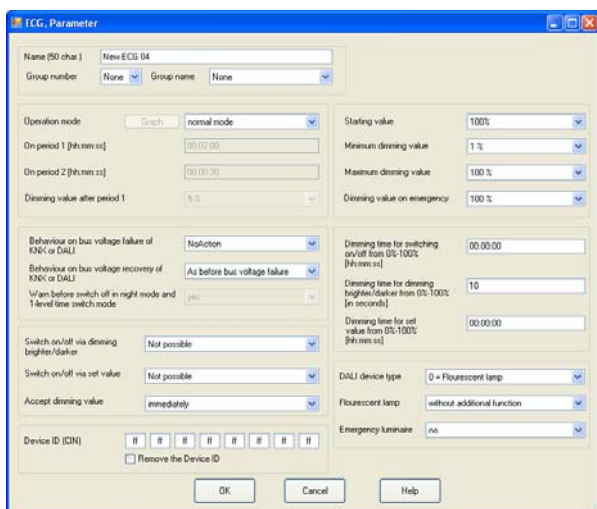 ECG, Parameter
Name (50 char.) New ECG 04
Group number None Group name None
Operation mode Graph normal mode
On period 1 [hh:mm:ss] 00:02:00
On period 2 [hh:mm:ss] 00:00:30
Dimming value after period 1 5 %
Starting value 100%
Minimum dimming value 1 %
Maximum dimming value 100 %
Dimming value on emergency 100 %
Behaviour on bus voltage failure of
KNX or DALI NoAction
Behaviour on bus voltage recovery of
KNX or DALI As before bus voltage failure
Warn before switch off in night mode and
1-level time switch mode yes
Dimming time for switching
on/off from 0%-100%
[hh:mm:ss] 00:00:00
Dimming time for dimming
brighter/darker from 0%-100%
[in seconds] 10
Dimming time for set
value from 0%-100%
[hh:mm:ss] 00:00:00
Switch on/off via dimming
brighter/darker Not possible
Switch on/off via set value Not possible
Accept dimming value immediately
DALI device type 0 = Flourescent lamp
Flourescent lamp without additional function
Emergency luminaire no
Device ID (CIN) ff ff ff ff ff ff ff ff
Remove the Device ID
OK Cancel Help